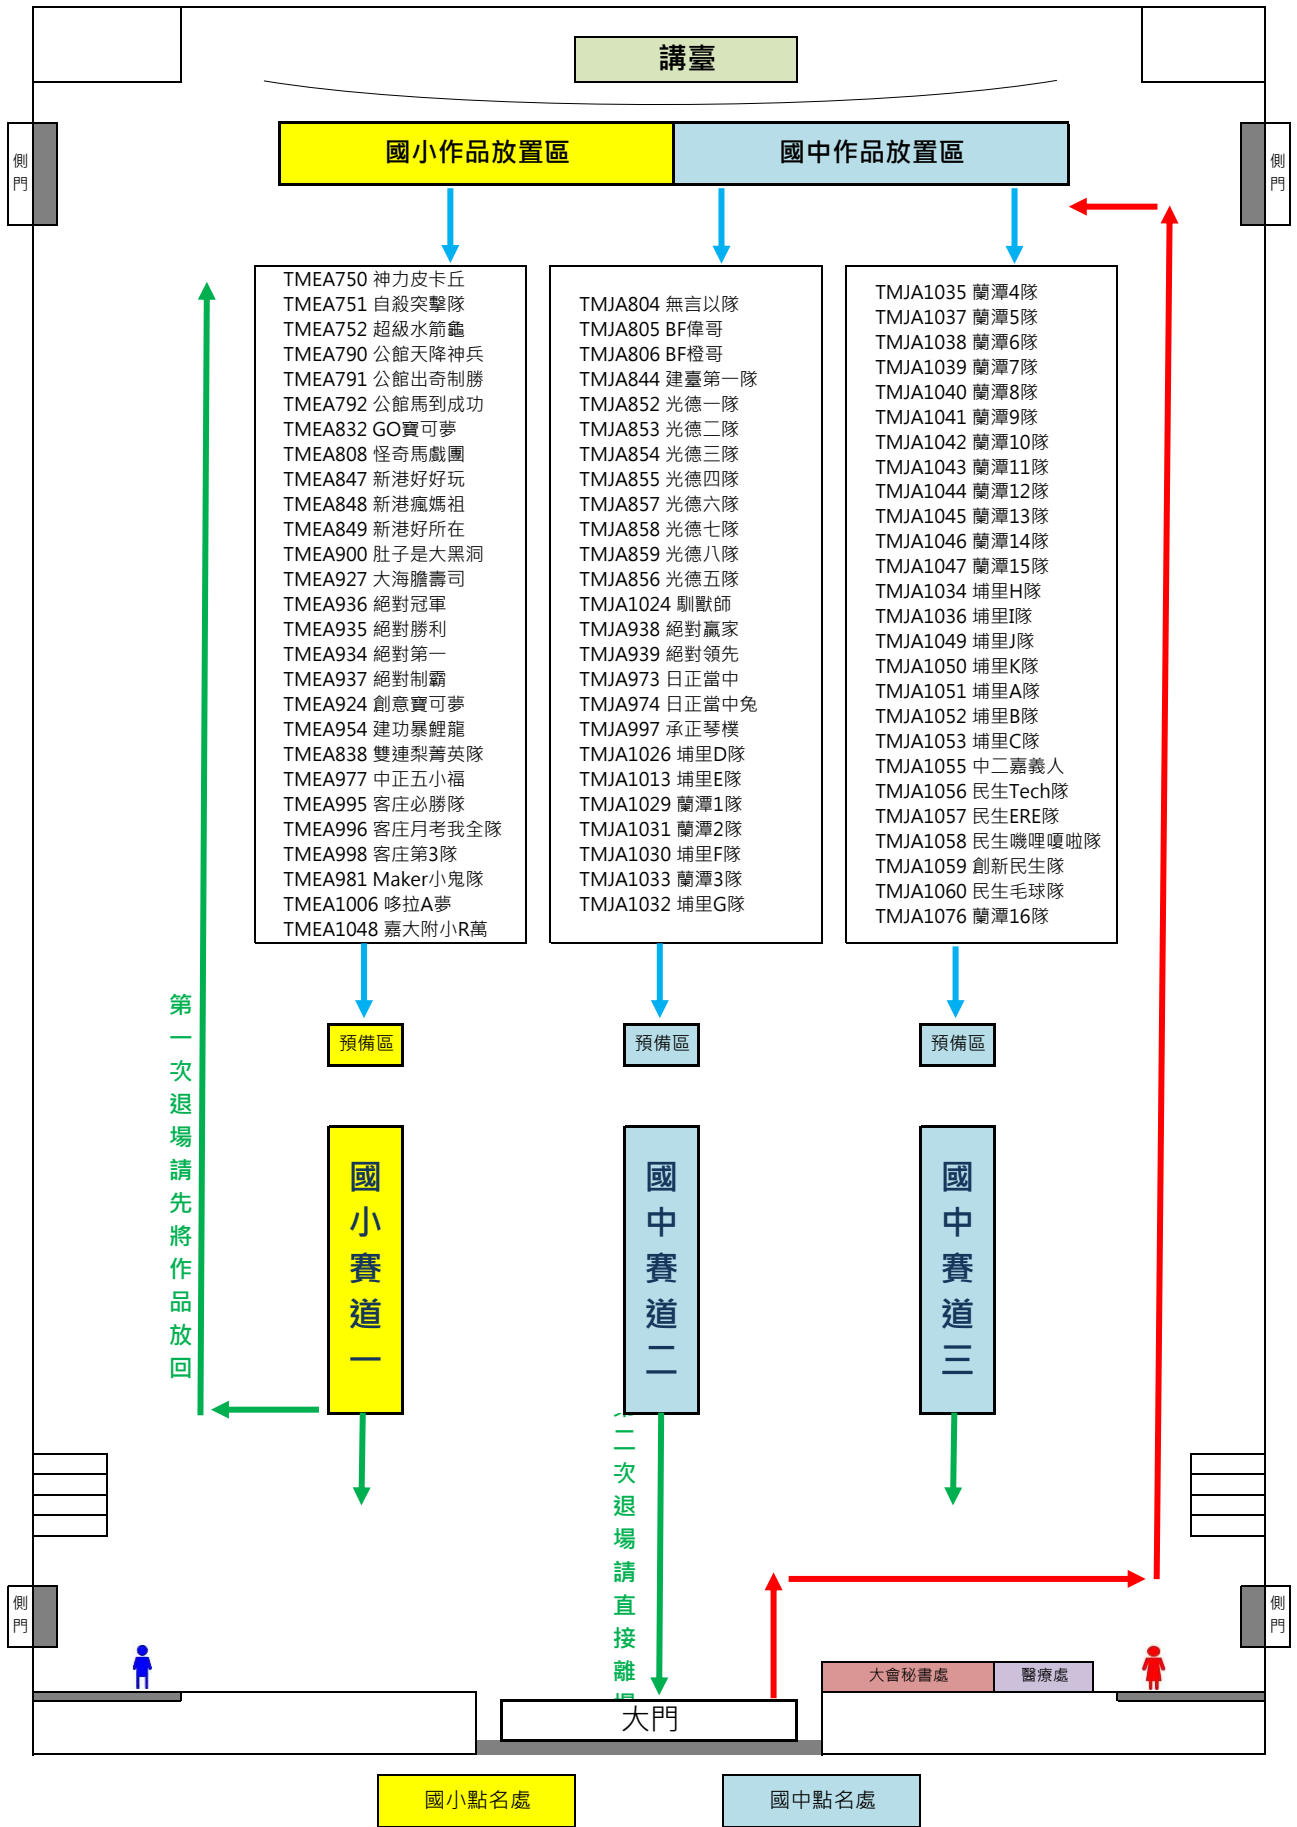 講臺
國小作品放置區
國中作品放置區
側門
側門
TMEA750 神力皮卡丘
TMEA751 自殺突擊隊
TMEA752 超級水箭龜
TMEA790 公館天降神兵
TMEA791 公館出奇制勝
TMEA792 公館馬到成功
TMEA832 GO寶可夢
TMEA808 怪奇馬戲團
TMEA847 新港好好玩
TMEA848 新港瘋媽祖
TMEA849 新港好所在
TMEA900 肚子是大黑洞
TMEA927 大海膽壽司
TMEA936 絕對冠軍
TMEA935 絕對勝利
TMEA934 絕對第一
TMEA937 絕對制霸
TMEA924 創意寶可夢
TMEA954 建功暴鯉龍
TMEA838 雙連梨菁英隊
TMEA977 中正五小福
TMEA995 客庄必勝隊
TMEA996 客庄月考我全隊
TMEA998 客庄第3隊
TMEA981 Maker小鬼隊
TMEA1006 哆拉A夢
TMEA1048 嘉大附小R萬
TMJA804 無言以隊
TMJA805 BF偉哥
TMJA806 BF橙哥
TMJA844 建臺第一隊
TMJA852 光德一隊
TMJA853 光德二隊
TMJA854 光德三隊
TMJA855 光德四隊
TMJA857 光德六隊
TMJA858 光德七隊
TMJA859 光德八隊
TMJA856 光德五隊
TMJA1024 馴獸師
TMJA938 絕對贏家
TMJA939 絕對領先
TMJA973 日正當中
TMJA974 日正當中兔
TMJA997 承正琴樸
TMJA1026 埔里D隊
TMJA1013 埔里E隊
TMJA1029 蘭潭1隊
TMJA1031 蘭潭2隊
TMJA1030 埔里F隊
TMJA1033 蘭潭3隊
TMJA1032 埔里G隊
TMJA1035 蘭潭4隊
TMJA1037 蘭潭5隊
TMJA1038 蘭潭6隊
TMJA1039 蘭潭7隊
TMJA1040 蘭潭8隊
TMJA1041 蘭潭9隊
TMJA1042 蘭潭10隊
TMJA1043 蘭潭11隊
TMJA1044 蘭潭12隊
TMJA1045 蘭潭13隊
TMJA1046 蘭潭14隊
TMJA1047 蘭潭15隊
TMJA1034 埔里H隊
TMJA1036 埔里I隊
TMJA1049 埔里J隊
TMJA1050 埔里K隊
TMJA1051 埔里A隊
TMJA1052 埔里B隊
TMJA1053 埔里C隊
TMJA1055 中二嘉義人
TMJA1056 民生Tech隊
TMJA1057 民生ERE隊
TMJA1058 民生嘰哩嘎啦隊
TMJA1059 創新民生隊
TMJA1060 民生毛球隊
TMJA1076 蘭潭16隊
第一次退場請先將作品放回
預備區
預備區
預備區
國小賽道一
國中賽道二
國中賽道三
二次退場請直接離
側門
側門
大會秘書處
醫療處
大門
國小點名處
國中點名處